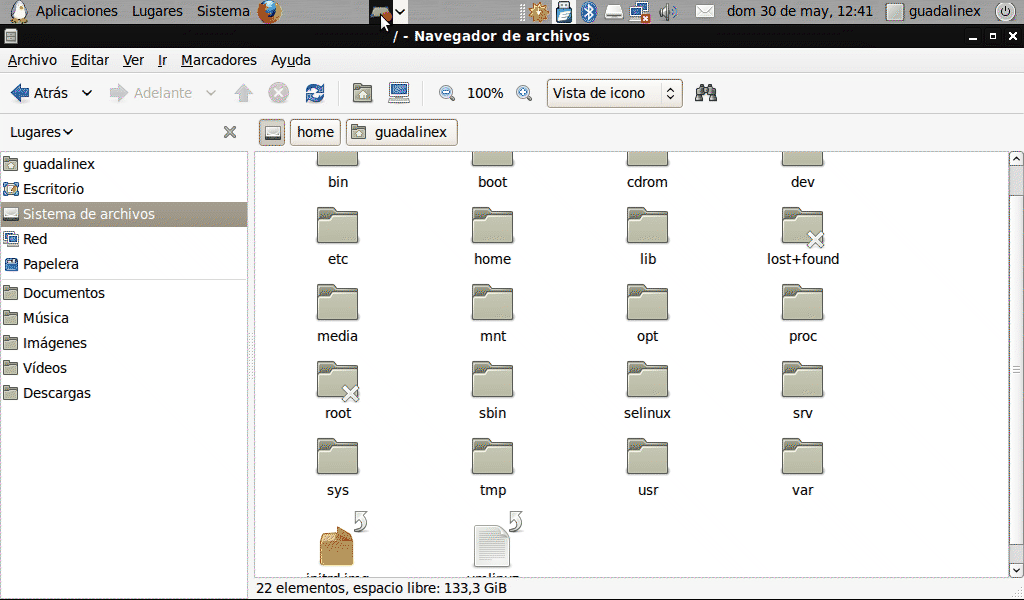 Aplicaciones Lugares Sistema dom 30 de may, 12:41 guadalinex
/ - Navegador de archivos
Archivo Editar Ver Ir Marcadores Ayuda
Atrás Adelante 100% Vista de icono
Lugares home guadalinex
guadalinex
Escritorio
Sistema de archivos
Red
Papelera
Documentos
Música
Imágenes
Vídeos
Descargas
bin boot cdrom dev
etc home lib lost+found
media mnt opt proc
root sbin selinux srv
sys tmp usr var
initrd.img vmlinuz
22 elementos, espacio libre: 133,3 GiB